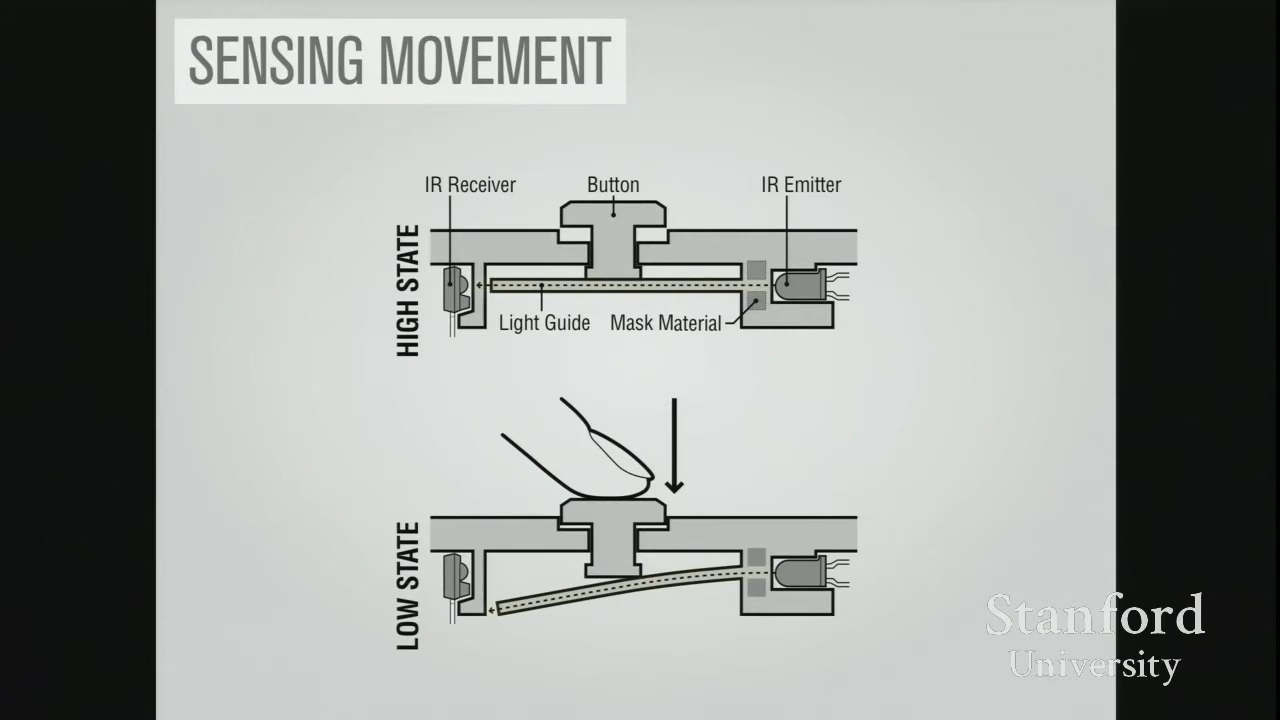 SENSING MOVEMENT
IR Receiver
Button
IR Emitter
HIGH STATE
Light Guide
Mask Material
LOW STATE
Stanford
University